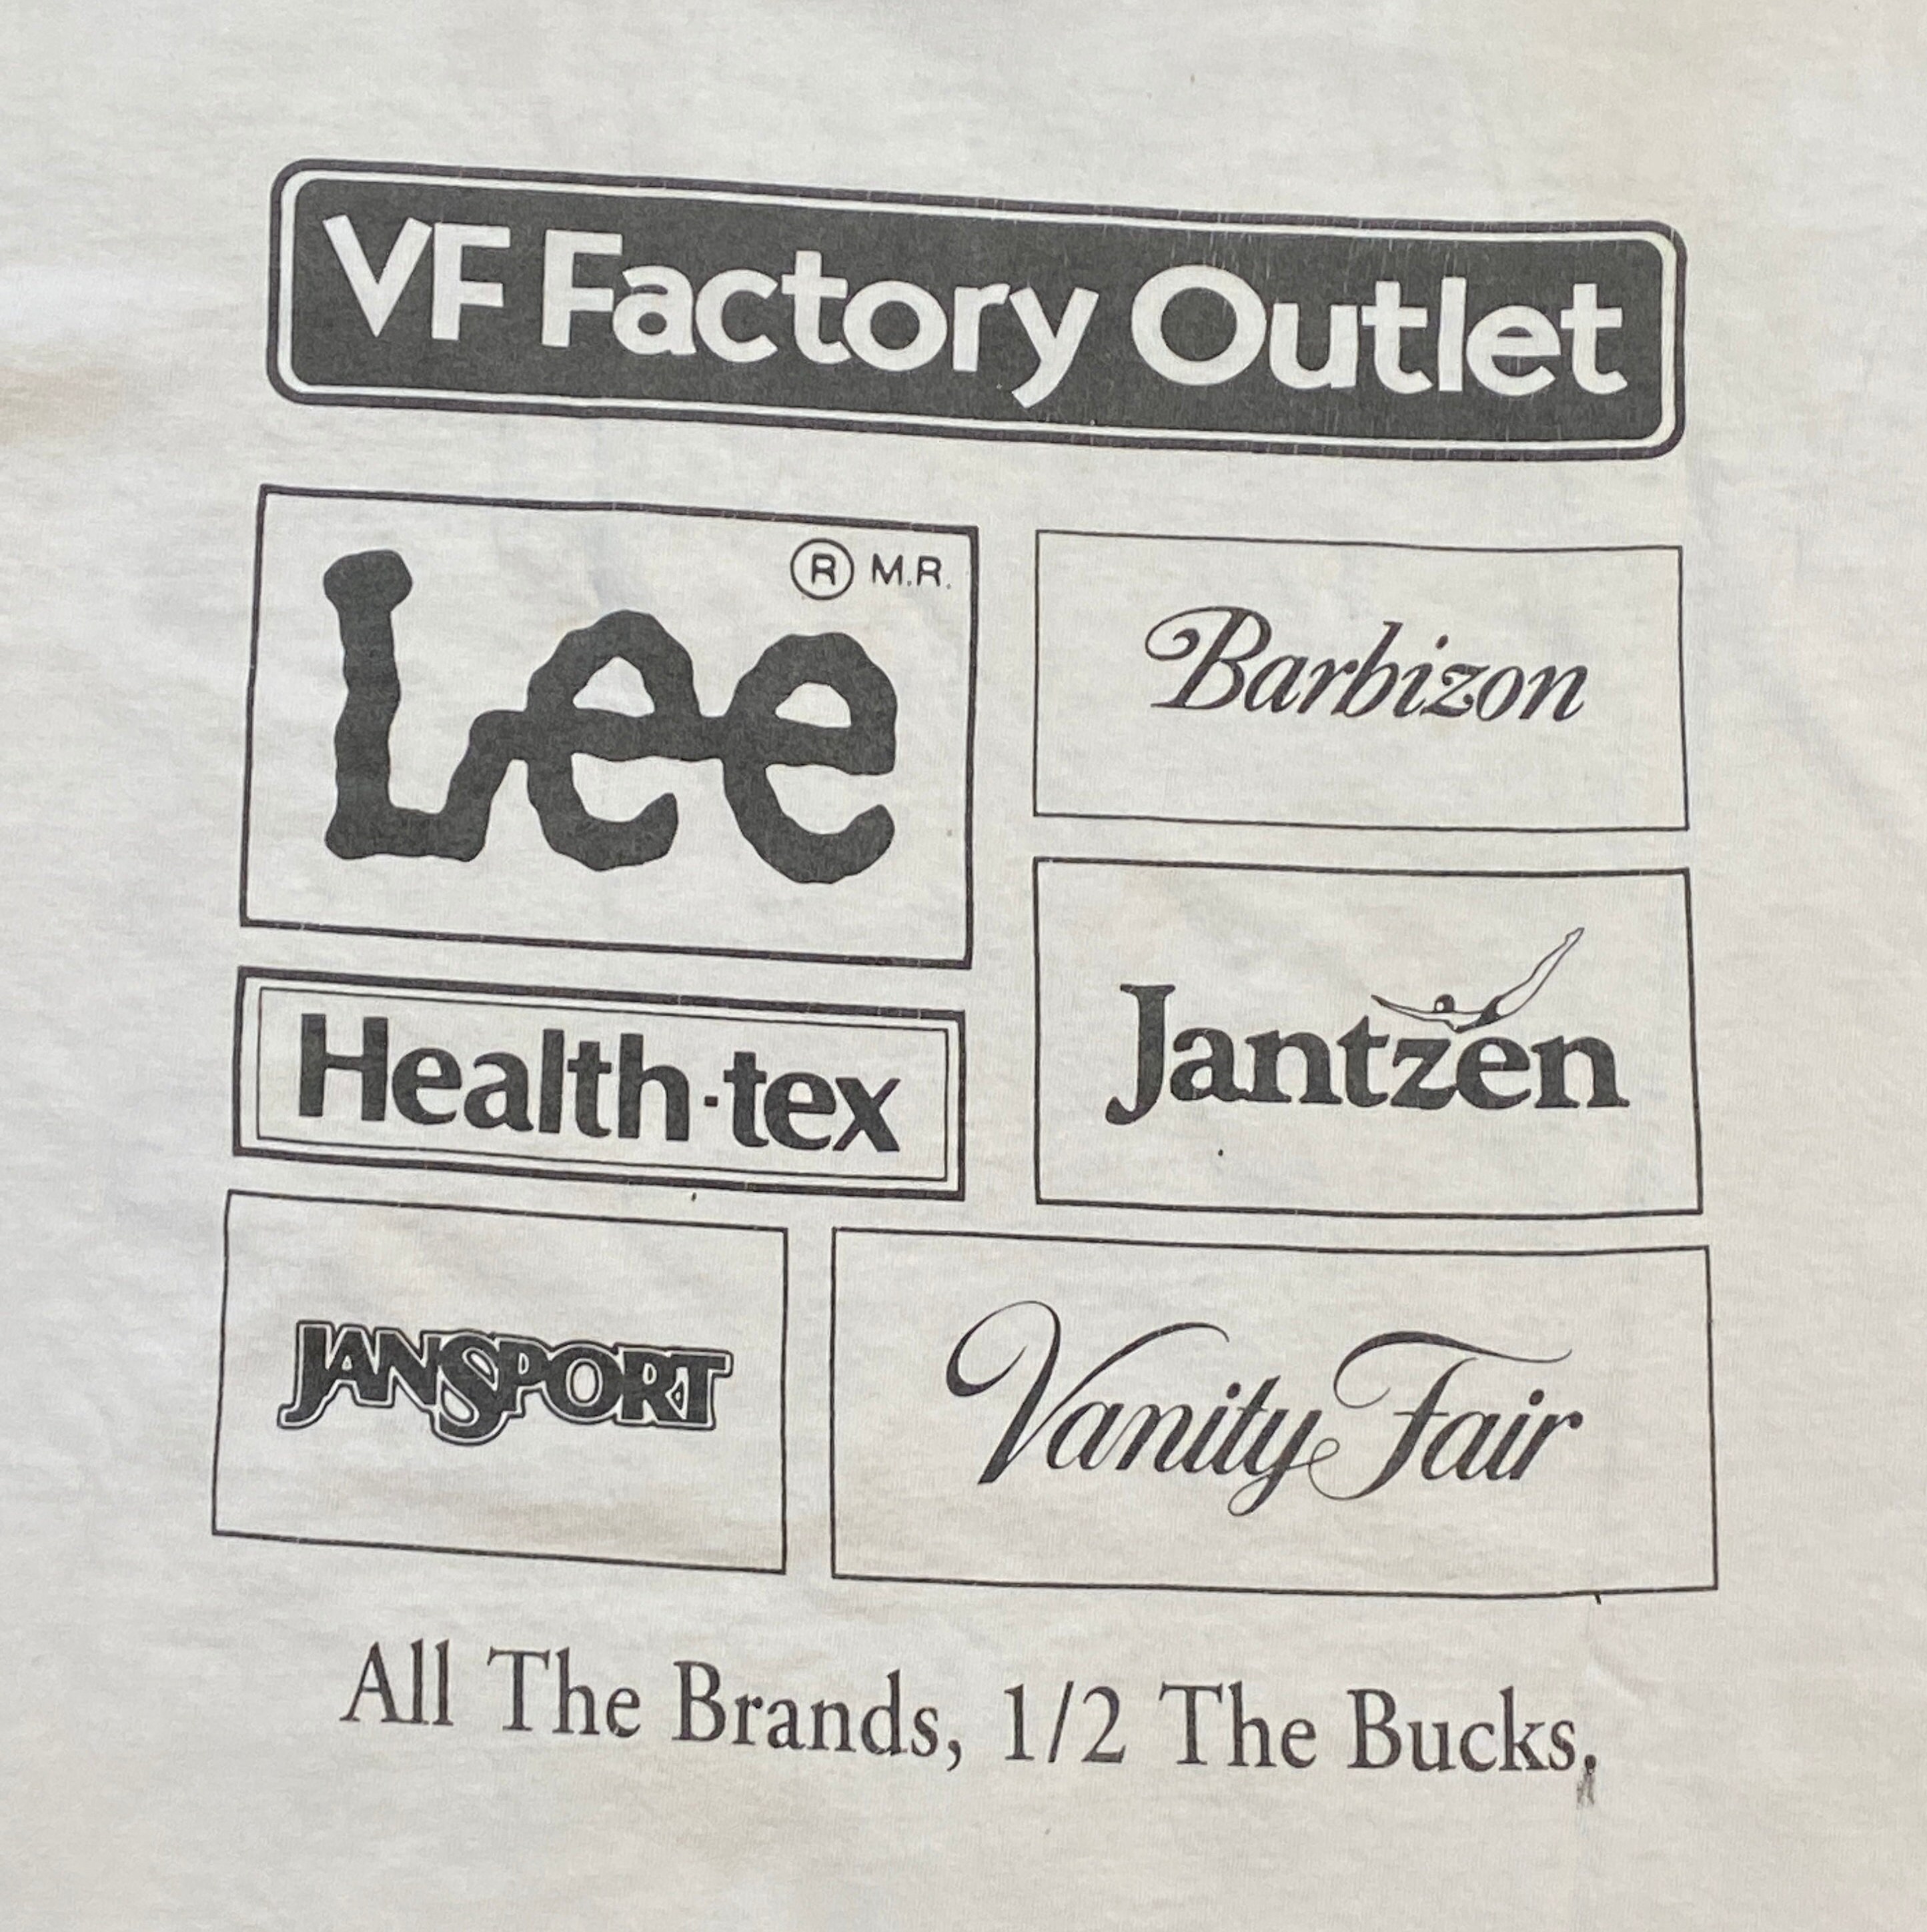 VF Factory Outlet
Lee ® M.R.
Barbizon
Health·tex
Jantzen
JANSPORT
Vanity Fair
All The Brands, 1/2 The Bucks.